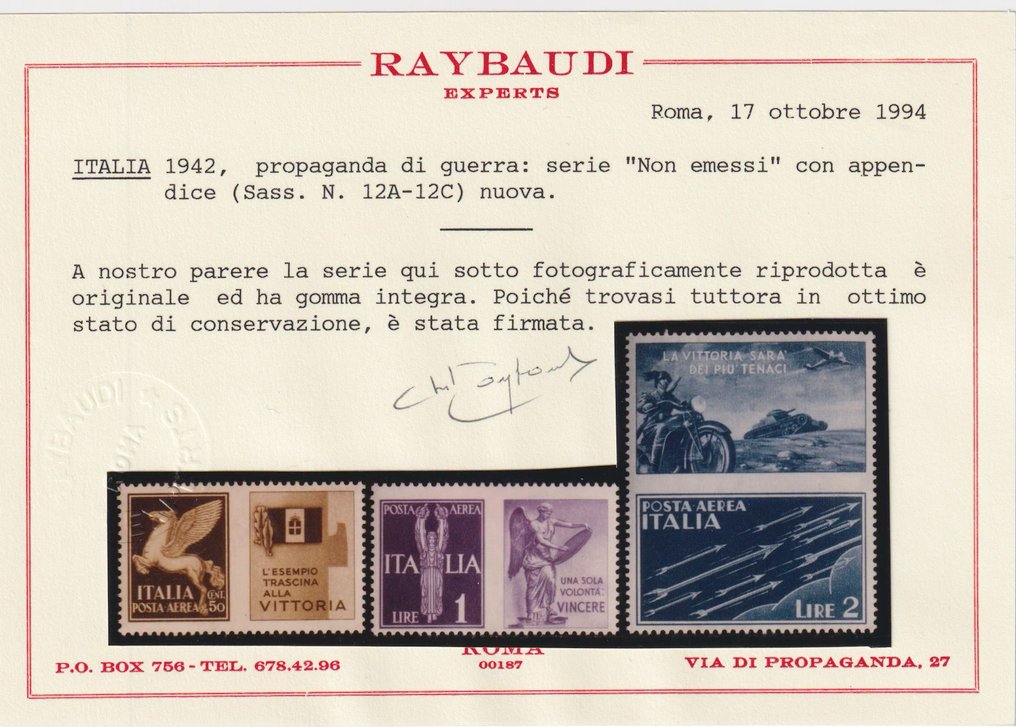 RAYBAUDI
EXPERTS
Roma, 17 ottobre 1994
ITALIA 1942, propaganda di guerra: serie "Non emessi" con appen-
dice (Sass. N. 12A-12C) nuova.
A nostro parere la serie qui sotto fotograficamente riprodotta è
originale ed ha gomma integra. Poiché trovasi tuttora in ottimo
stato di conservazione, è stata firmata.
LA VITTORIA SARA'
DEI PIU' TENACI
POSTA-AEREA
ITALIA
LIRE 2
ITALIA
POSTA AEREA
CENT.
50
L'ESEMPIO
TRASCINA
ALLA
VITTORIA
POSTA AEREA
ITALIA
LIRE 1
UNA SOLA
VOLONTÀ:
VINCERE
RAYBAUDI
ROMA
ROMA
00187
P.O. BOX 756 - TEL. 678.42.96
VIA DI PROPAGANDA, 27